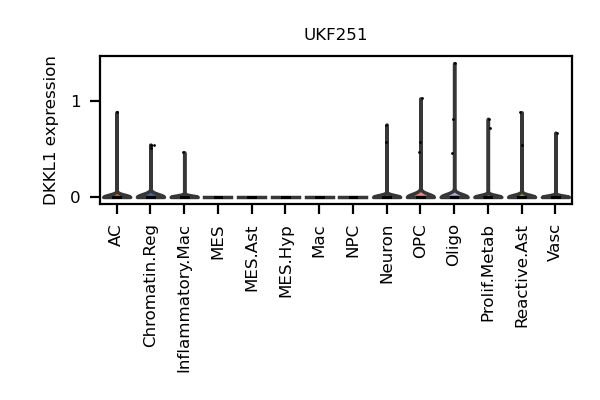 UKF251
DKKL1 expression
1
0
AC
Chromatin.Reg
Inflammatory.Mac
MES
MES.Ast
MES.Hyp
Mac
NPC
Neuron
OPC
Oligo
Prolif.Metab
Reactive.Ast
Vasc